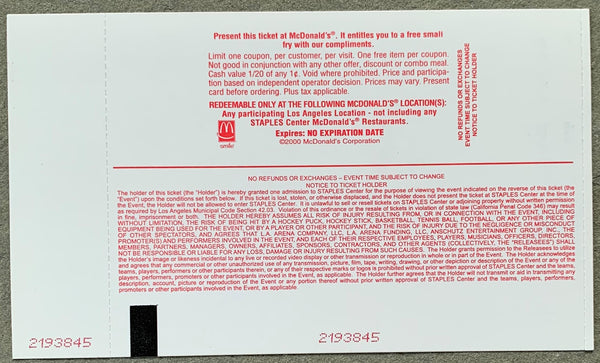 Present this ticket at McDonald's®. It entitles you to a free small
fry with our compliments.
Limit one coupon, per customer, per visit. One free item per coupon.
Not good in conjunction with any other offer, discount or combo meal.
Cash value 1/20 of any 1¢. Void where prohibited. Price and participa-
tion based on independent operator decision. Prices may vary. Present
card before ordering. Plus tax applicable.
REDEEMABLE ONLY AT THE FOLLOWING MCDONALD'S® LOCATION(S):
Any participating Los Angeles Location - not including any
STAPLES Center McDonald's® Restaurants.
Expires: NO EXPIRATION DATE
©2000 McDonald's Corporation
smile
NO REFUNDS OR EXCHANGES
EVENT TIME SUBJECT TO CHANGE
NOTICE TO TICKET HOLDER
NO REFUNDS OR EXCHANGES – EVENT TIME SUBJECT TO CHANGE
NOTICE TO TICKET HOLDER
The holder of this ticket (the "Holder") is hereby granted one admission to STAPLES Center for the purpose of viewing the event indicated on the reverse of this ticket (the
"Event") upon the conditions set forth below. If this ticket is lost, stolen, or otherwise displaced, and the Holder does not present the ticket at STAPLES Center at the time of
the Event, the Holder will not be allowed to enter STAPLES Center. It is unlawful to sell or resell tickets on STAPLES Center or adjoining property without written permission
as required by Los Angeles Municipal Code Section 42.03. Violation of this ordinance or the resale of tickets in violation of state law (California Penal Code 346) may result
in fine, imprisonment or both. THE HOLDER HEREBY ASSUMES ALL RISK OF INJURY RESULTING FROM, OR IN CONNECTION WITH THE EVENT, INCLUDING
WITHOUT LIMITATION, THE RISK OF BEING HIT BY A HOCKEY PUCK, HOCKEY STICK, BASKETBALL, TENNIS BALL, FOOTBALL, OR ANY OTHER PIECE OF
EQUIPMENT BEING USED FOR THE EVENT, OR BY A PLAYER OR OTHER PARTICIPANT, AND THE RISK OF INJURY DUE TO THE NEGLIGENCE OR MISCONDUCT
OF OTHER SPECTATORS, AND AGREES THAT L.A. ARENA COMPANY, LLC, L.A. ARENA FUNDING, LLC, ANSCHUTZ ENTERTAINMENT GROUP, INC., THE
PROMOTER(S) AND PERFORMER(S) INVOLVED IN THE EVENT, AND EACH OF THEIR RESPECTIVE EMPLOYEES, PLAYERS, MUSICIANS, OFFICERS, DIRECTORS,
MEMBERS, PARTNERS, MANAGERS, OWNERS, AFFILIATES, SPONSORS, CONTRACTORS, AND OTHER AGENTS (COLLECTIVELY, THE "RELEASEES") SHALL
NOT BE RESPONSIBLE OR LIABLE FOR ANY LOSS, DAMAGE OR INJURY RESULTING FROM SUCH CAUSES. The Holder grants permission to the Releasees to utilize
the Holder's image or likeness incidental to any live or recorded video display or other transmission or reproduction in whole or in part of the Event. The Holder acknowledges
and agrees that any commercial or other unauthorized use of any transmission, picture, film, tape, writing, drawing, or other depiction or description of the Event or any of the
teams, players, performers or other participants therein, or any of their respective marks or logos is prohibited without prior written approval of STAPLES Center and the teams,
players, performers, promoters or other participants involved in the Event, as applicable. The Holder further agrees that the Holder will not transmit or aid in transmitting any
description, account, picture or reproduction of the Event or any portion thereof without prior written approval of STAPLES Center and the teams, players, performers,
promoters or other participants involved in the Event, as applicable.
2193845
2193845